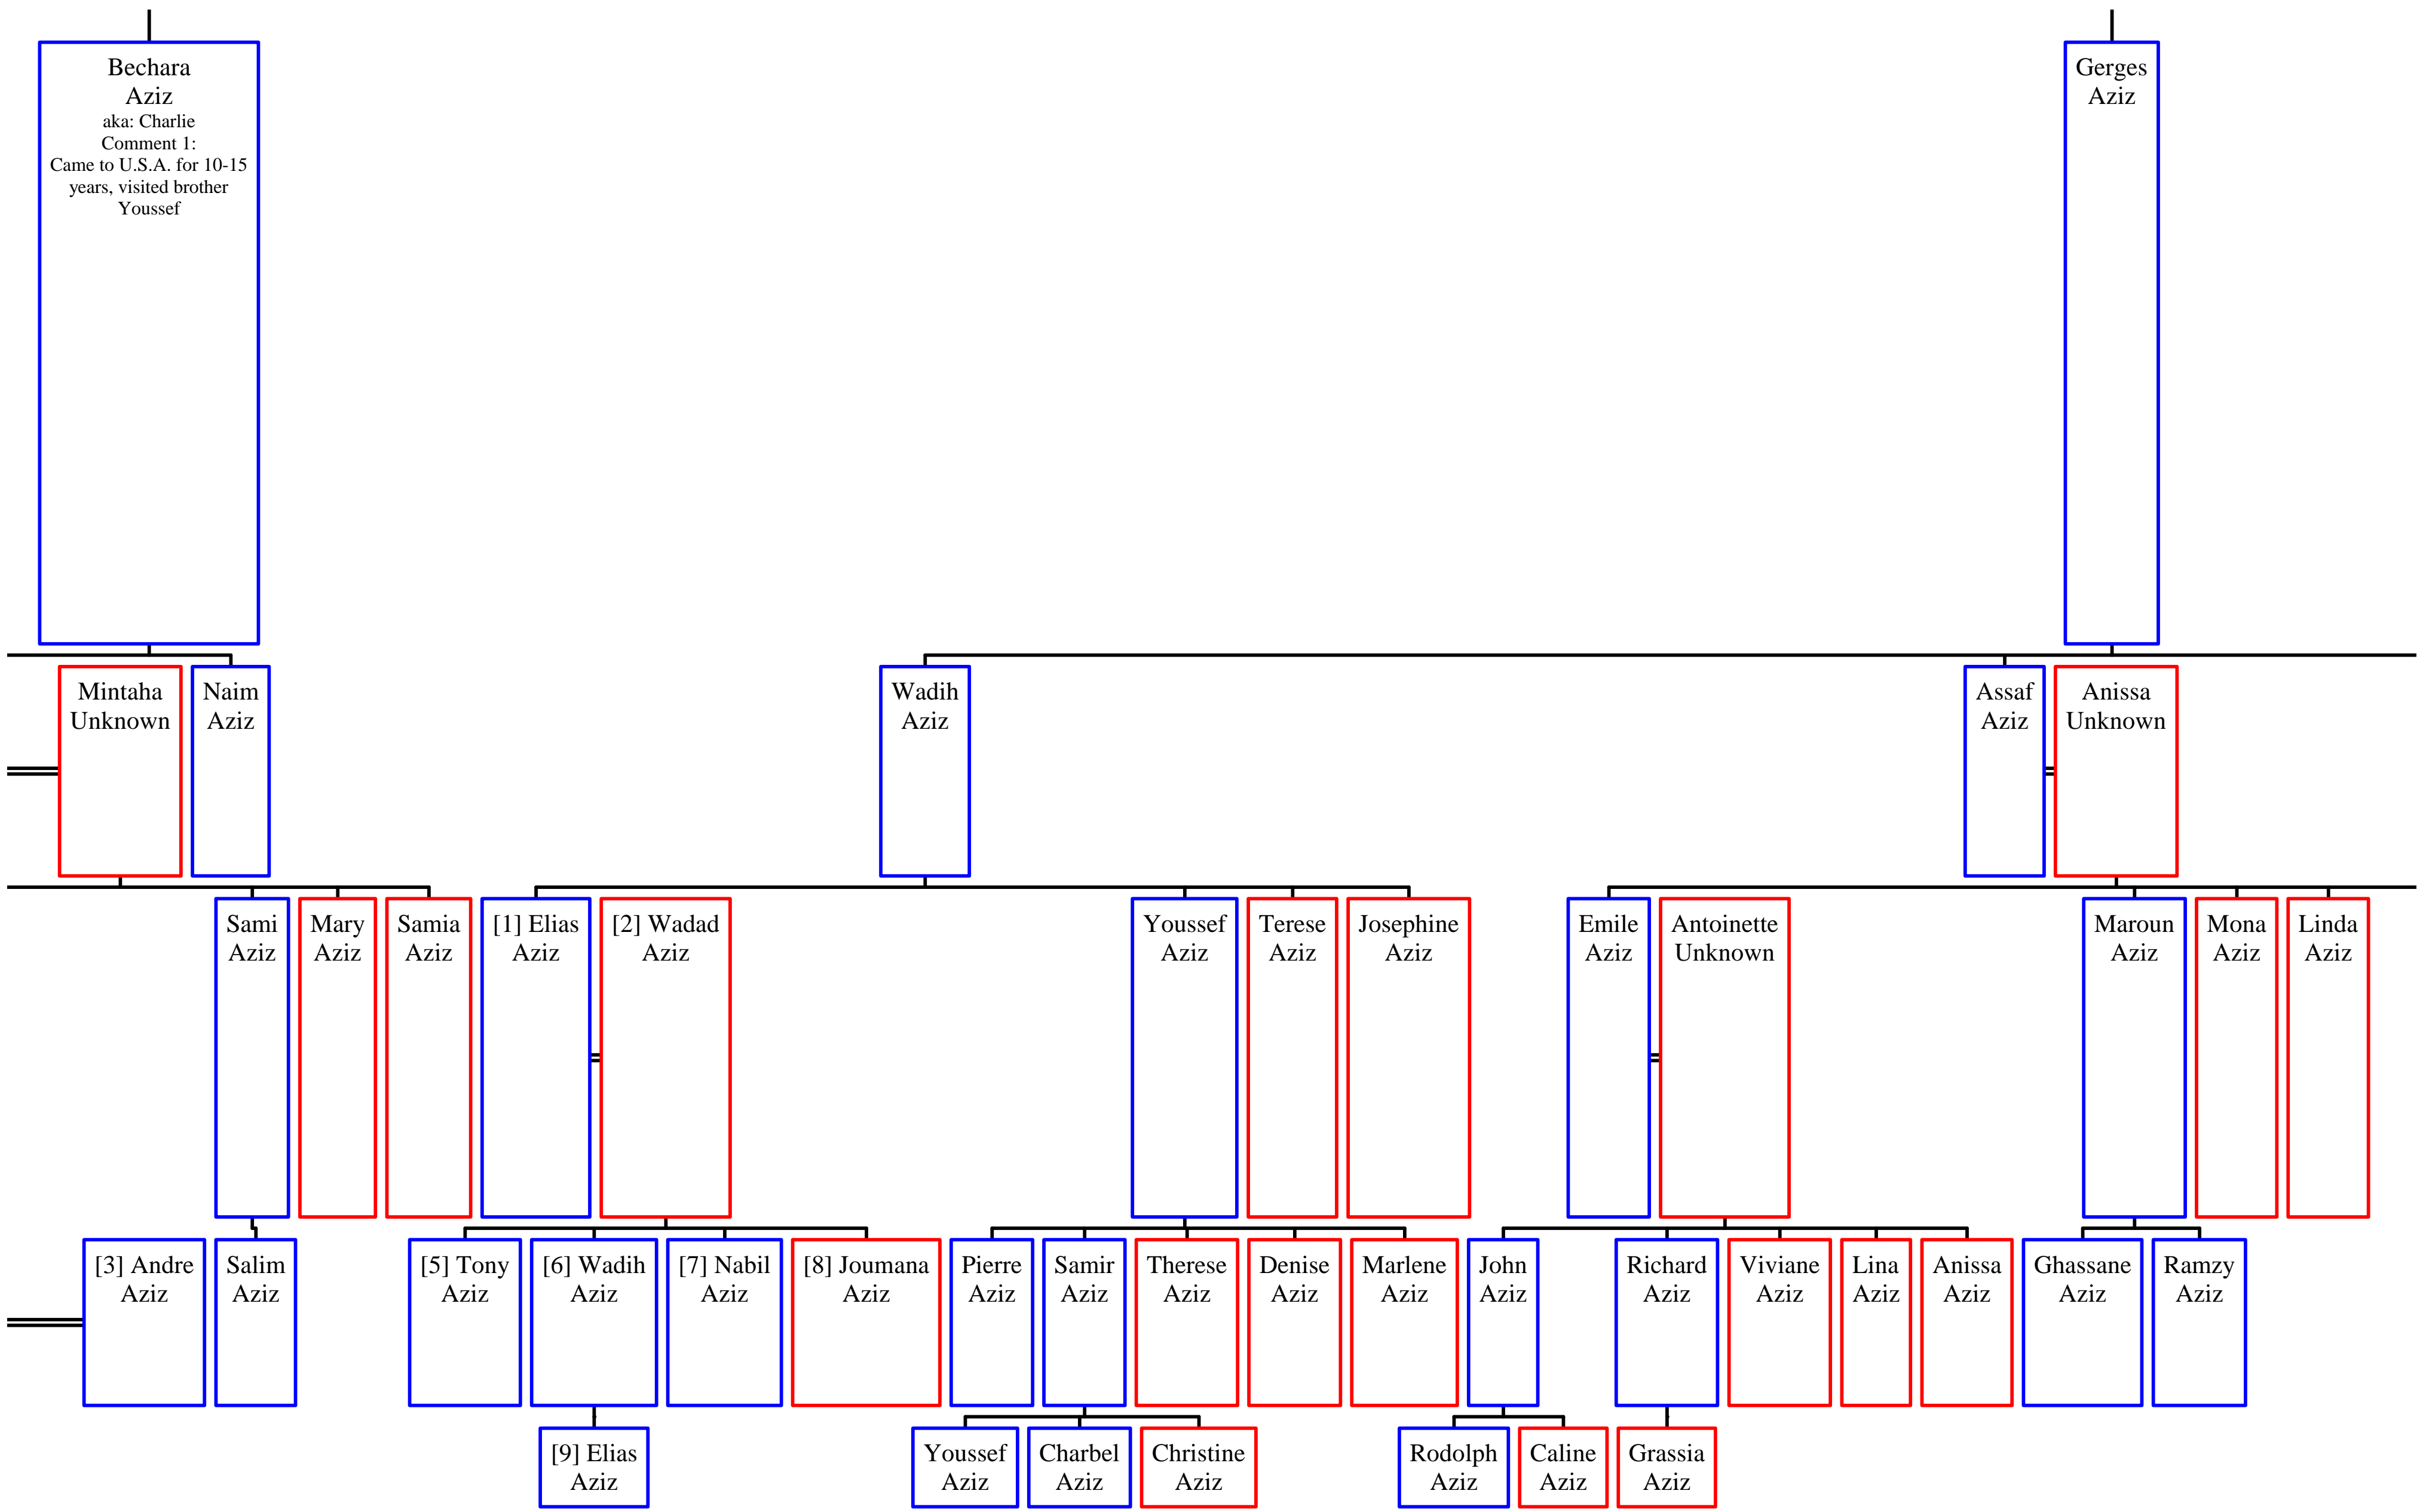 Bechara
Aziz
aka: Charlie
Comment 1:
Came to U.S.A. for 10-15
years, visited brother
Youssef
Gerges
Aziz
Mintaha
Unknown
Naim
Aziz
Wadih
Aziz
Assaf
Aziz
Anissa
Unknown
Sami
Aziz
Mary
Aziz
Samia
Aziz
[1] Elias
Aziz
[2] Wadad
Aziz
Youssef
Aziz
Terese
Aziz
Josephine
Aziz
Emile
Aziz
Antoinette
Unknown
Maroun
Aziz
Mona
Aziz
Linda
Aziz
[3] Andre
Aziz
Salim
Aziz
[5] Tony
Aziz
[6] Wadih
Aziz
[7] Nabil
Aziz
[8] Joumana
Aziz
Pierre
Aziz
Samir
Aziz
Therese
Aziz
Denise
Aziz
Marlene
Aziz
John
Aziz
Richard
Aziz
Viviane
Aziz
Lina
Aziz
Anissa
Aziz
Ghassane
Aziz
Ramzy
Aziz
[9] Elias
Aziz
Youssef
Aziz
Charbel
Aziz
Christine
Aziz
Rodolph
Aziz
Caline
Aziz
Grassia
Aziz